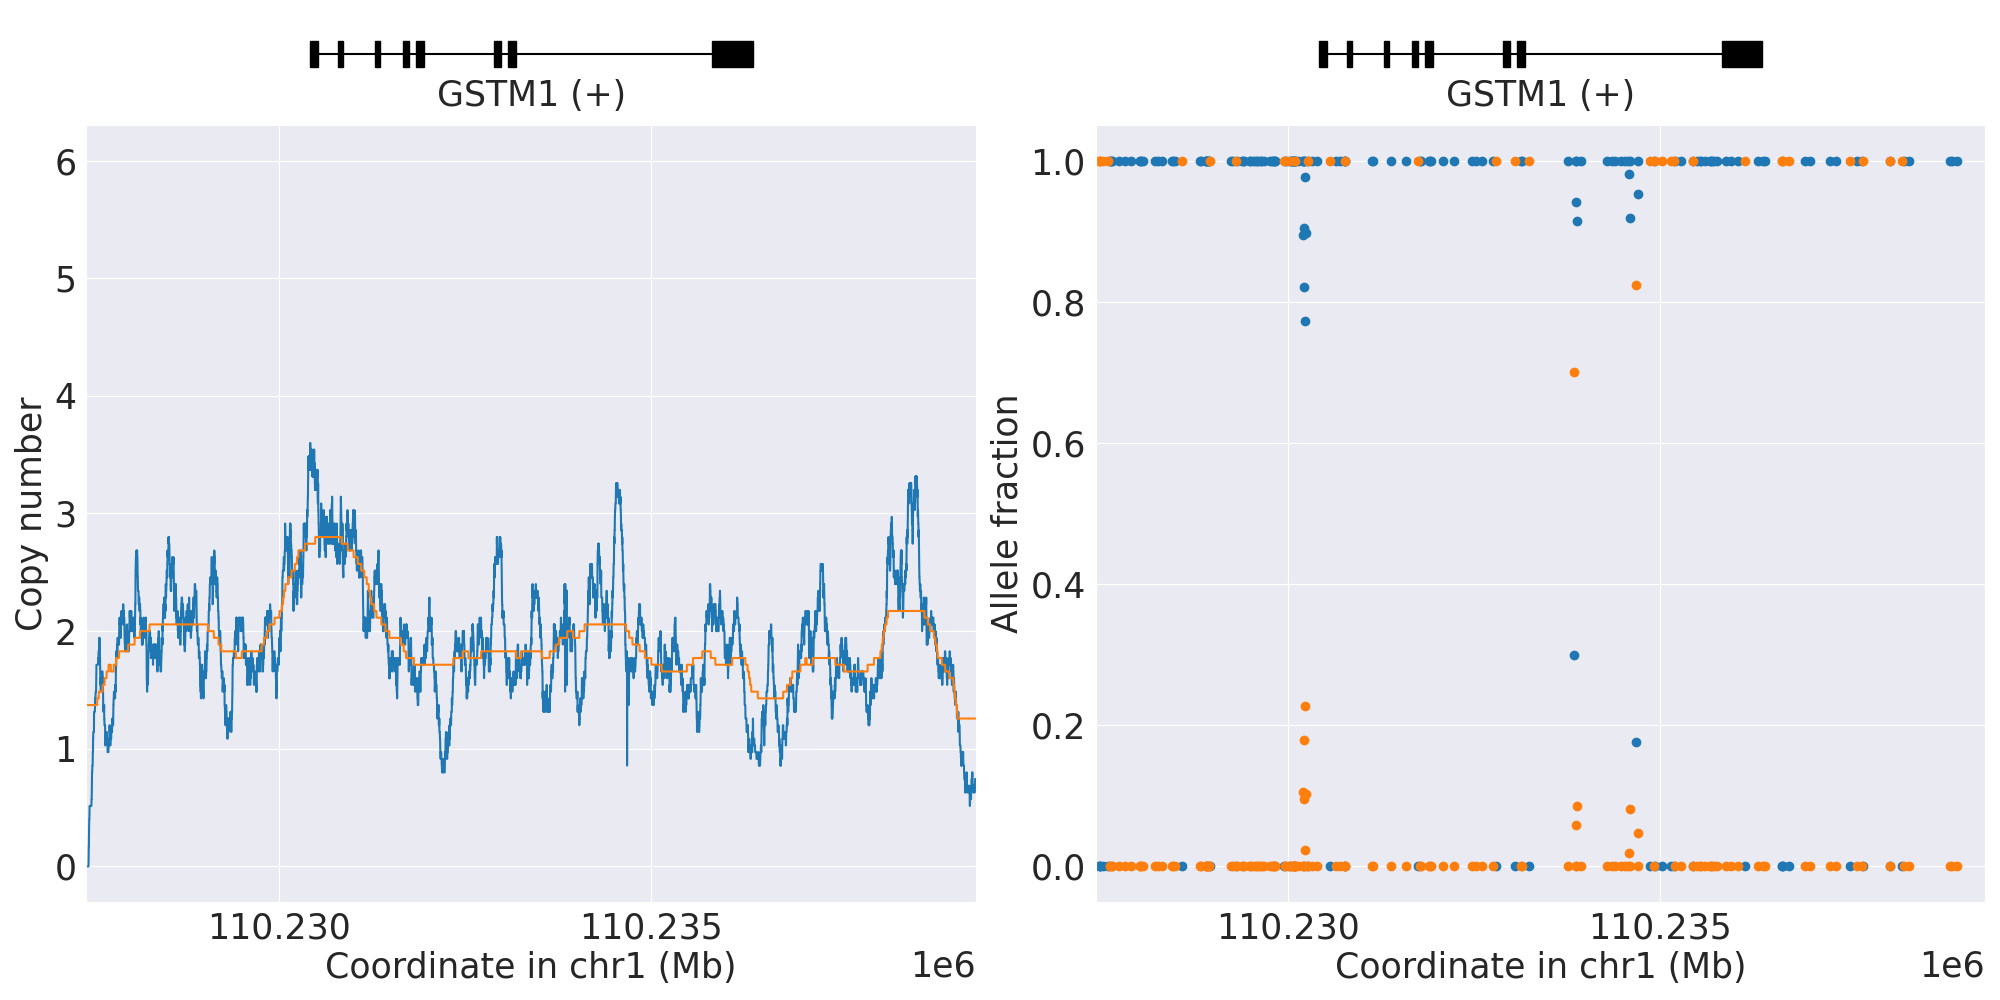 GSTM1 (+)
6
5
4
3
2
1
0
Copy number
110.230
110.235
Coordinate in chr1 (Mb)
1e6
GSTM1 (+)
1.0
0.8
0.6
0.4
0.2
0.0
Allele fraction
110.230
110.235
Coordinate in chr1 (Mb)
1e6